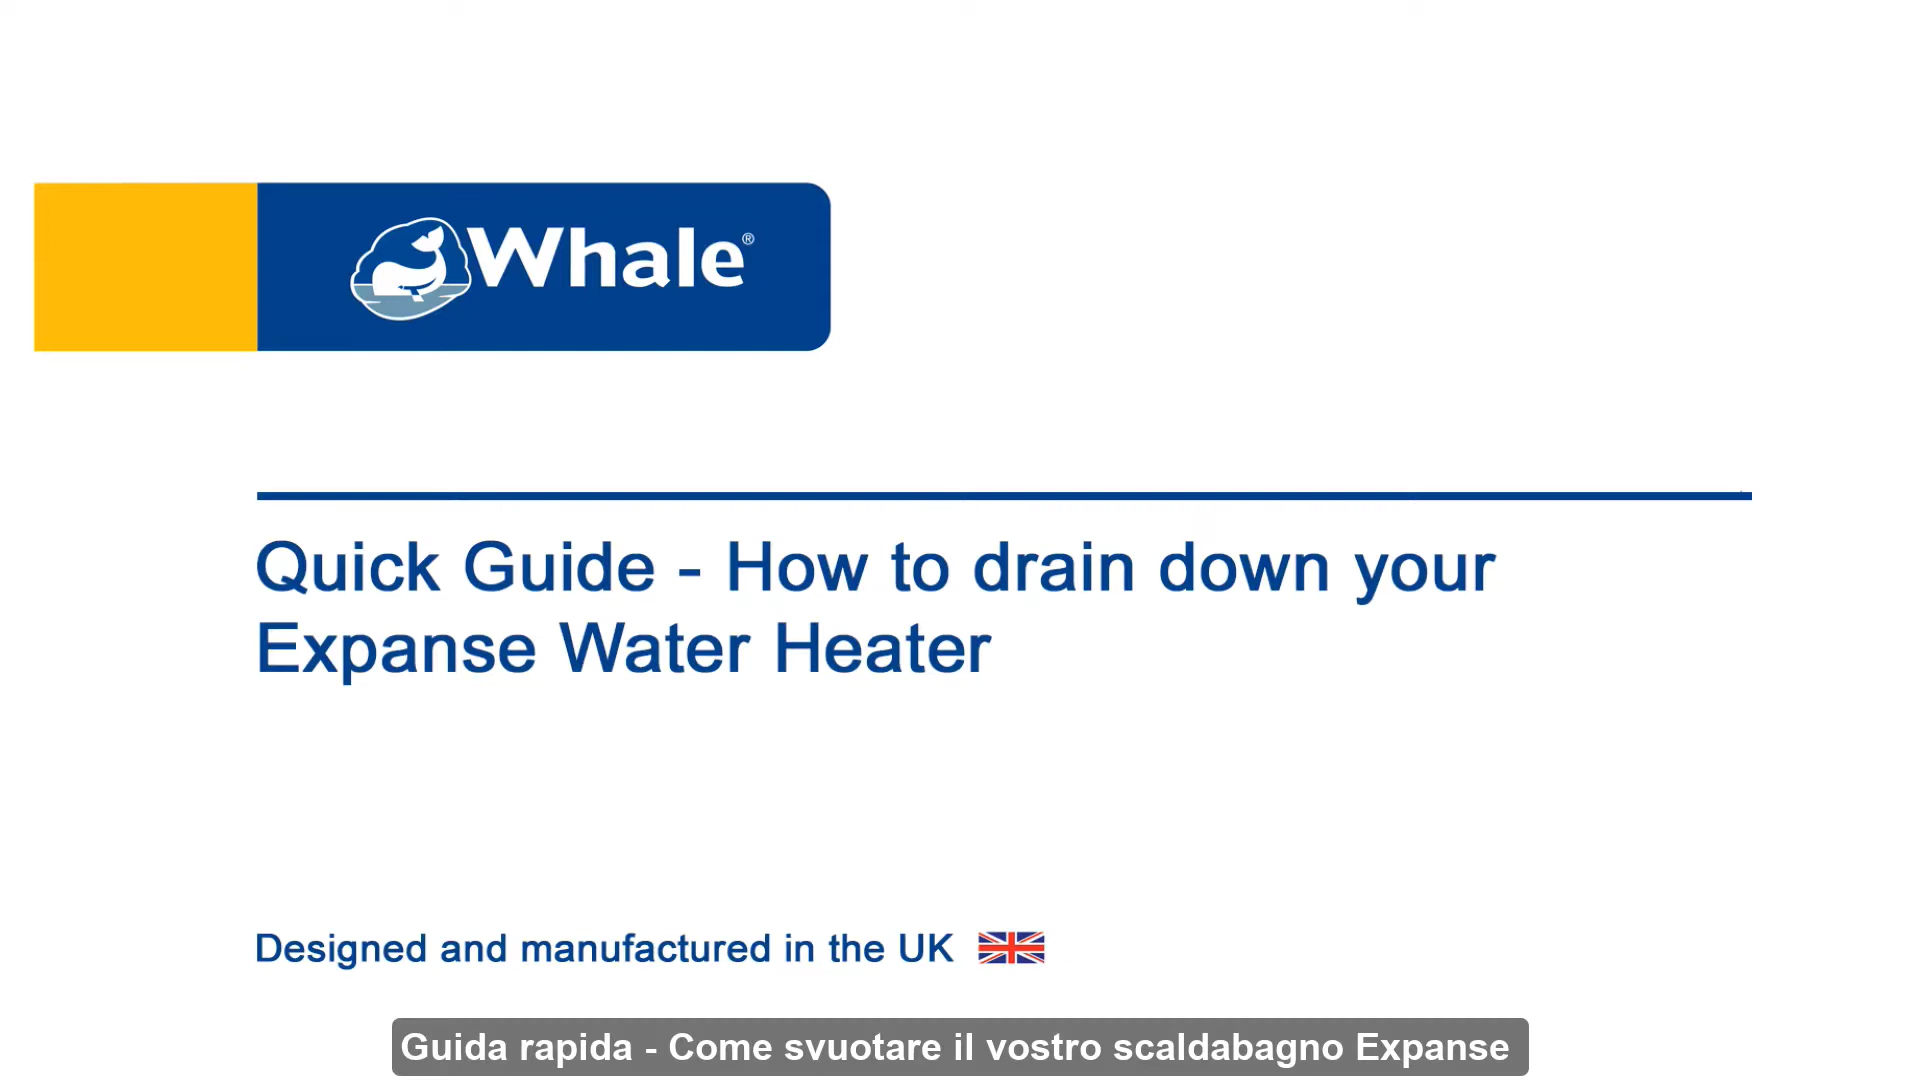 Whale®
Quick Guide - How to drain down your
Expanse Water Heater
Designed and manufactured in the UK
Guida rapida - Come svuotare il vostro scaldabagno Expanse